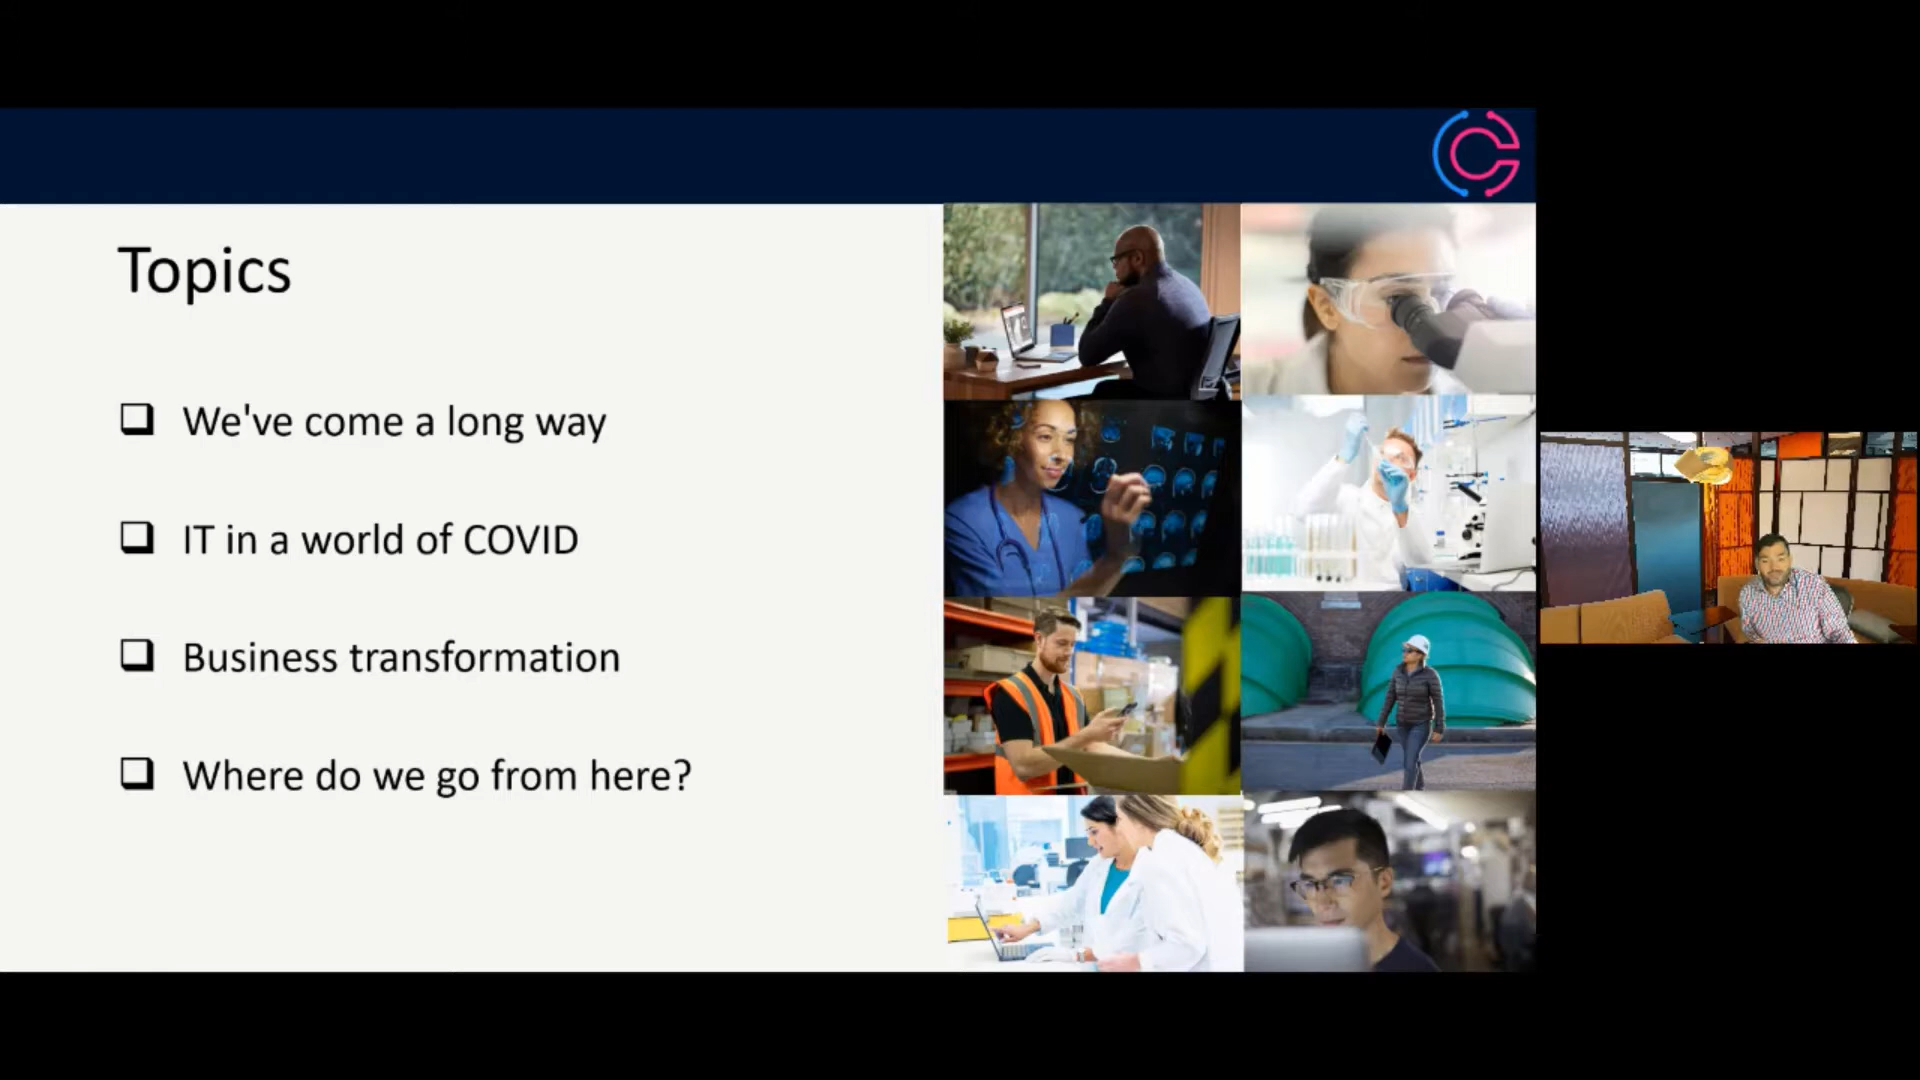 Topics
We've come a long way
IT in a world of COVID
Business transformation
Where do we go from here?